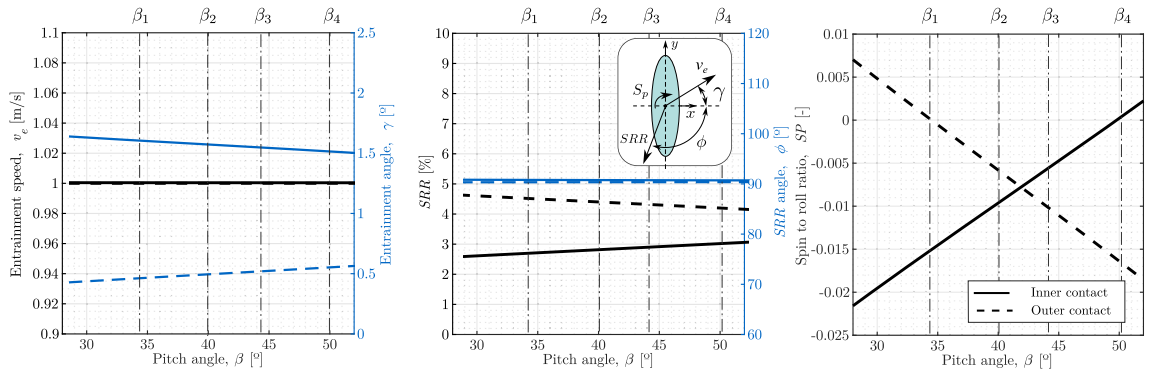 β1 β2 β3 β4
1.1
1.08
1.06
1.04
1.02
1
0.98
0.96
0.94
0.92
0.9
Entrainment speed, ve [m/s]
2.5
2
1.5
1
0.5
0
Entrainment angle, γ [º]
30 35 40 45 50
Pitch angle, β [º]
β1 β2 β3 β4
10
9
8
7
6
5
4
3
2
1
0
SRR [%]
120
110
100
90
80
70
60
SRR angle, ϕ [º]
y
ve
Sp
γ
x
SRR
ϕ
30 35 40 45 50
Pitch angle, β [º]
β1 β2 β3 β4
0.005
0
-0.005
-0.01
-0.015
-0.02
-0.025
Spin to roll ratio, SP [-]
Inner contact
Outer contact
30 35 40 45 50
Pitch angle, β [º]